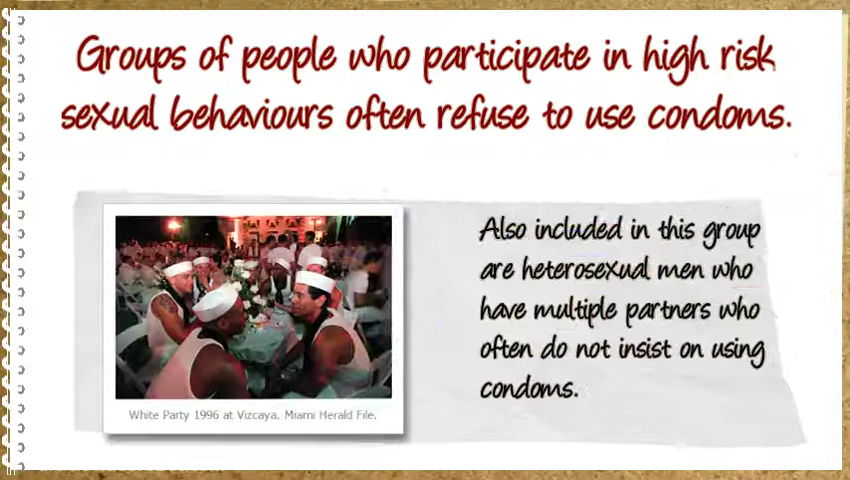 Groups of people who participate in high risk
sexual behaviours often refuse to use condoms.
Also included in this group
are heterosexual men who
have multiple partners who
often do not insist on using
condoms.
White Party 1996 at Vizcaya. Miami Herald File.